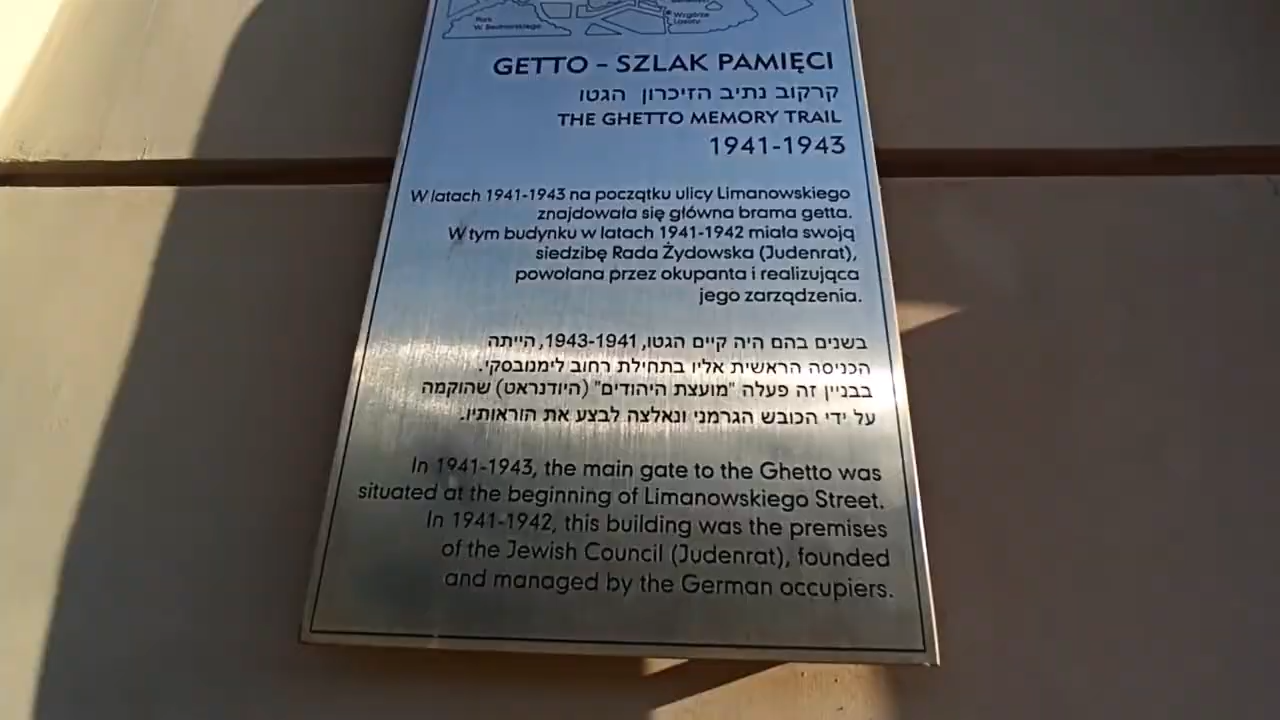 Park
W. Bednarskiego
Wzgórze
Lasoty
GETTO – SZLAK PAMIĘCI
קרקוב נתיב הזיכרון הגטו
THE GHETTO MEMORY TRAIL
1941-1943
W latach 1941-1943 na początku ulicy Limanowskiego
znajdowała się główna brama getta.
W tym budynku w latach 1941-1942 miała swoją
siedzibę Rada Żydowska (Judenrat),
powołana przez okupanta i realizująca
jego zarządzenia.
בשנים בהם היה קיים הגטו, 1943-1941, הייתה
הכניסה הראשית אליו בתחילת רחוב לימנובסקי.
בבניין זה פעלה "מועצת היהודים" (היודנראט) שהוקמה
על ידי הכובש הגרמני ונאלצה לבצע את הוראותיו.
In 1941-1943, the main gate to the Ghetto was
situated at the beginning of Limanowskiego Street.
In 1941-1942, this building was the premises
of the Jewish Council (Judenrat), founded
and managed by the German occupiers.